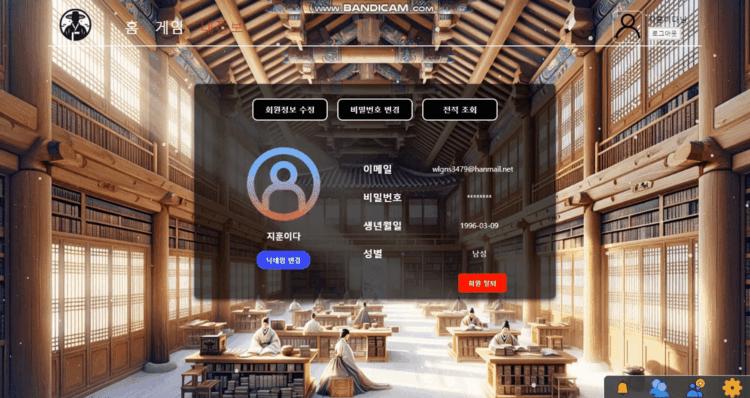 www.BANDICAM.com
홈 게임 내정보
로그아웃
회원정보 수정 비밀번호 변경 전적 조회
이메일 wlgns3479@hanmail.net
비밀번호 ********
지훈이다
생년월일 1996-03-09
닉네임 변경
성별 남성
회원 탈퇴